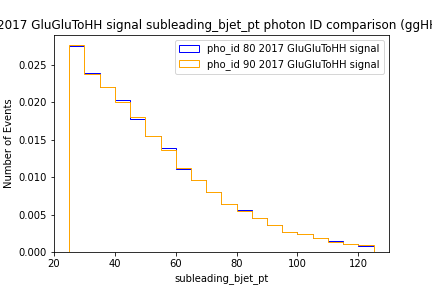 2017 GluGluToHH signal subleading_bjet_pt photon ID comparison (ggHH
pho_id 80 2017 GluGluToHH signal
pho_id 90 2017 GluGluToHH signal
Number of Events
0.025
0.020
0.015
0.010
0.005
0.000
20 40 60 80 100 120
subleading_bjet_pt